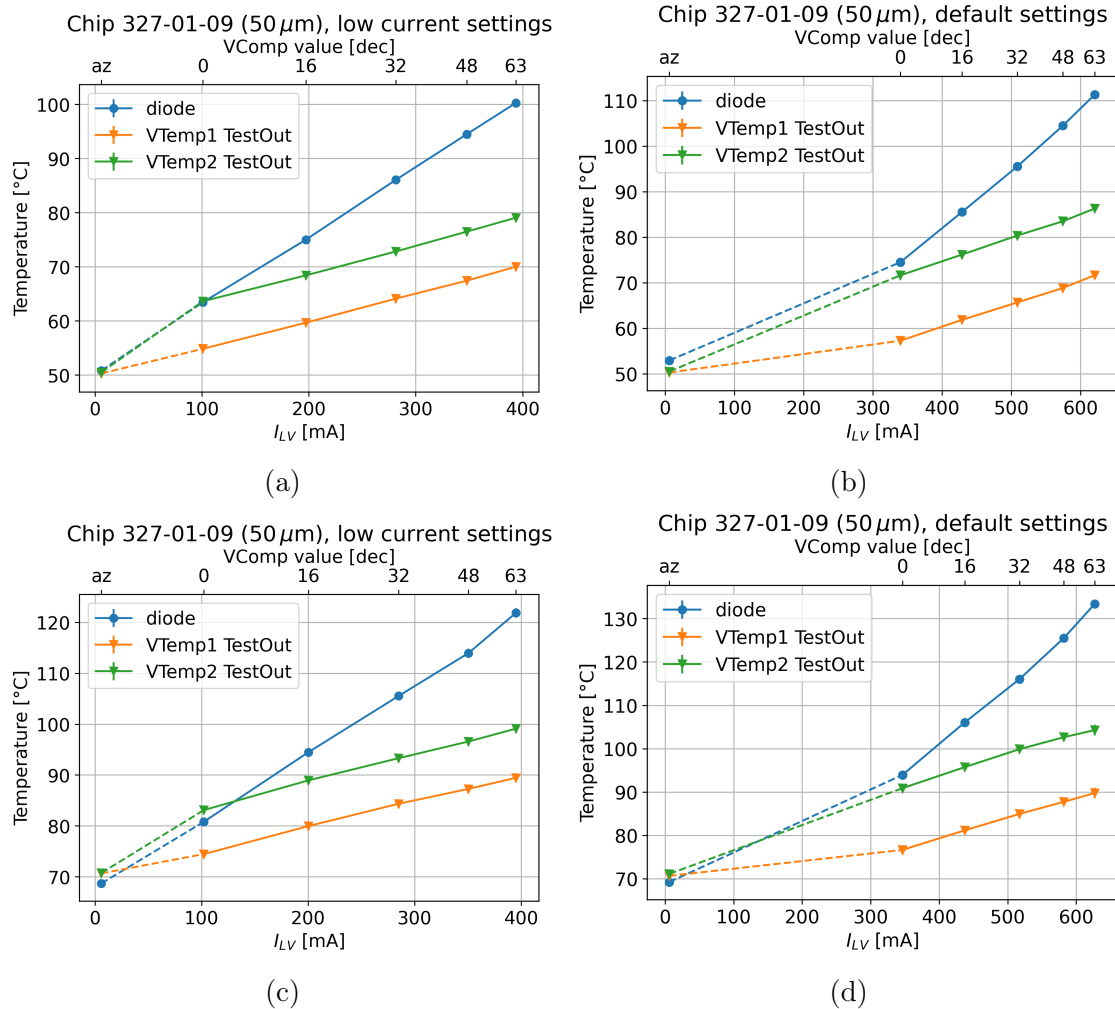 Chip 327-01-09 (50 μm), low current settings
VComp value [dec]
az 0 16 32 48 63
100
90
80
70
60
50
Temperature [°C]
diode
VTemp1 TestOut
VTemp2 TestOut
0 100 200 300 400
I_LV [mA]
(a)
Chip 327-01-09 (50 μm), default settings
VComp value [dec]
az 0 16 32 48 63
110
100
90
80
70
60
50
Temperature [°C]
diode
VTemp1 TestOut
VTemp2 TestOut
0 100 200 300 400 500 600
I_LV [mA]
(b)
Chip 327-01-09 (50 μm), low current settings
VComp value [dec]
az 0 16 32 48 63
120
110
100
90
80
70
Temperature [°C]
diode
VTemp1 TestOut
VTemp2 TestOut
0 100 200 300 400
I_LV [mA]
(c)
Chip 327-01-09 (50 μm), default settings
VComp value [dec]
az 0 16 32 48 63
130
120
110
100
90
80
70
Temperature [°C]
diode
VTemp1 TestOut
VTemp2 TestOut
0 100 200 300 400 500 600
I_LV [mA]
(d)